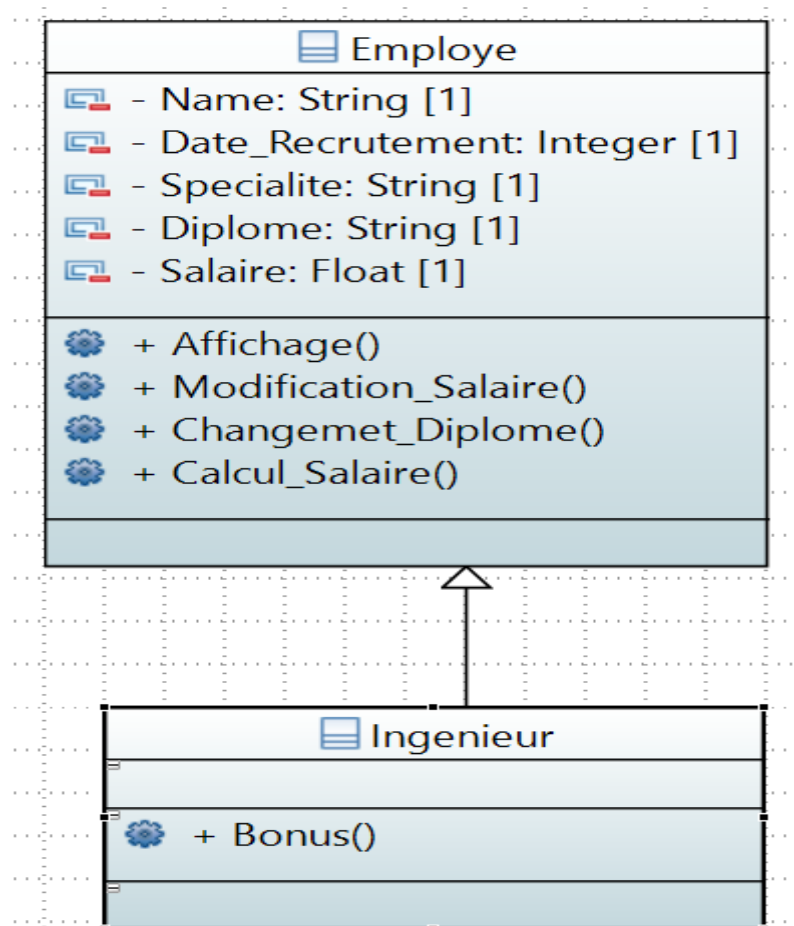 Employe
- Name: String [1]
- Date_Recrutement: Integer [1]
- Specialite: String [1]
- Diplome: String [1]
- Salaire: Float [1]
+ Affichage()
+ Modification_Salaire()
+ Changemet_Diplome()
+ Calcul_Salaire()
Ingenieur
+ Bonus()